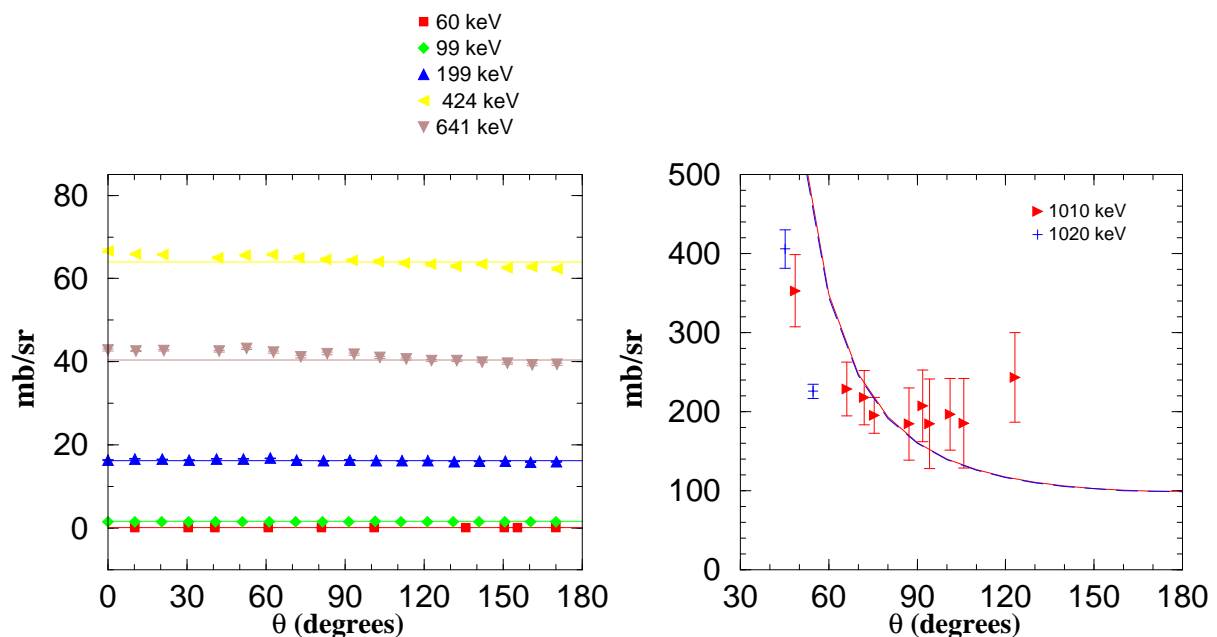 60 keV
99 keV
199 keV
424 keV
641 keV
80
60
40
20
0
mb/sr
0 30 60 90 120 150 180
θ (degrees)
500
400
300
200
100
0
mb/sr
1010 keV
1020 keV
30 60 90 120 150 180
θ (degrees)